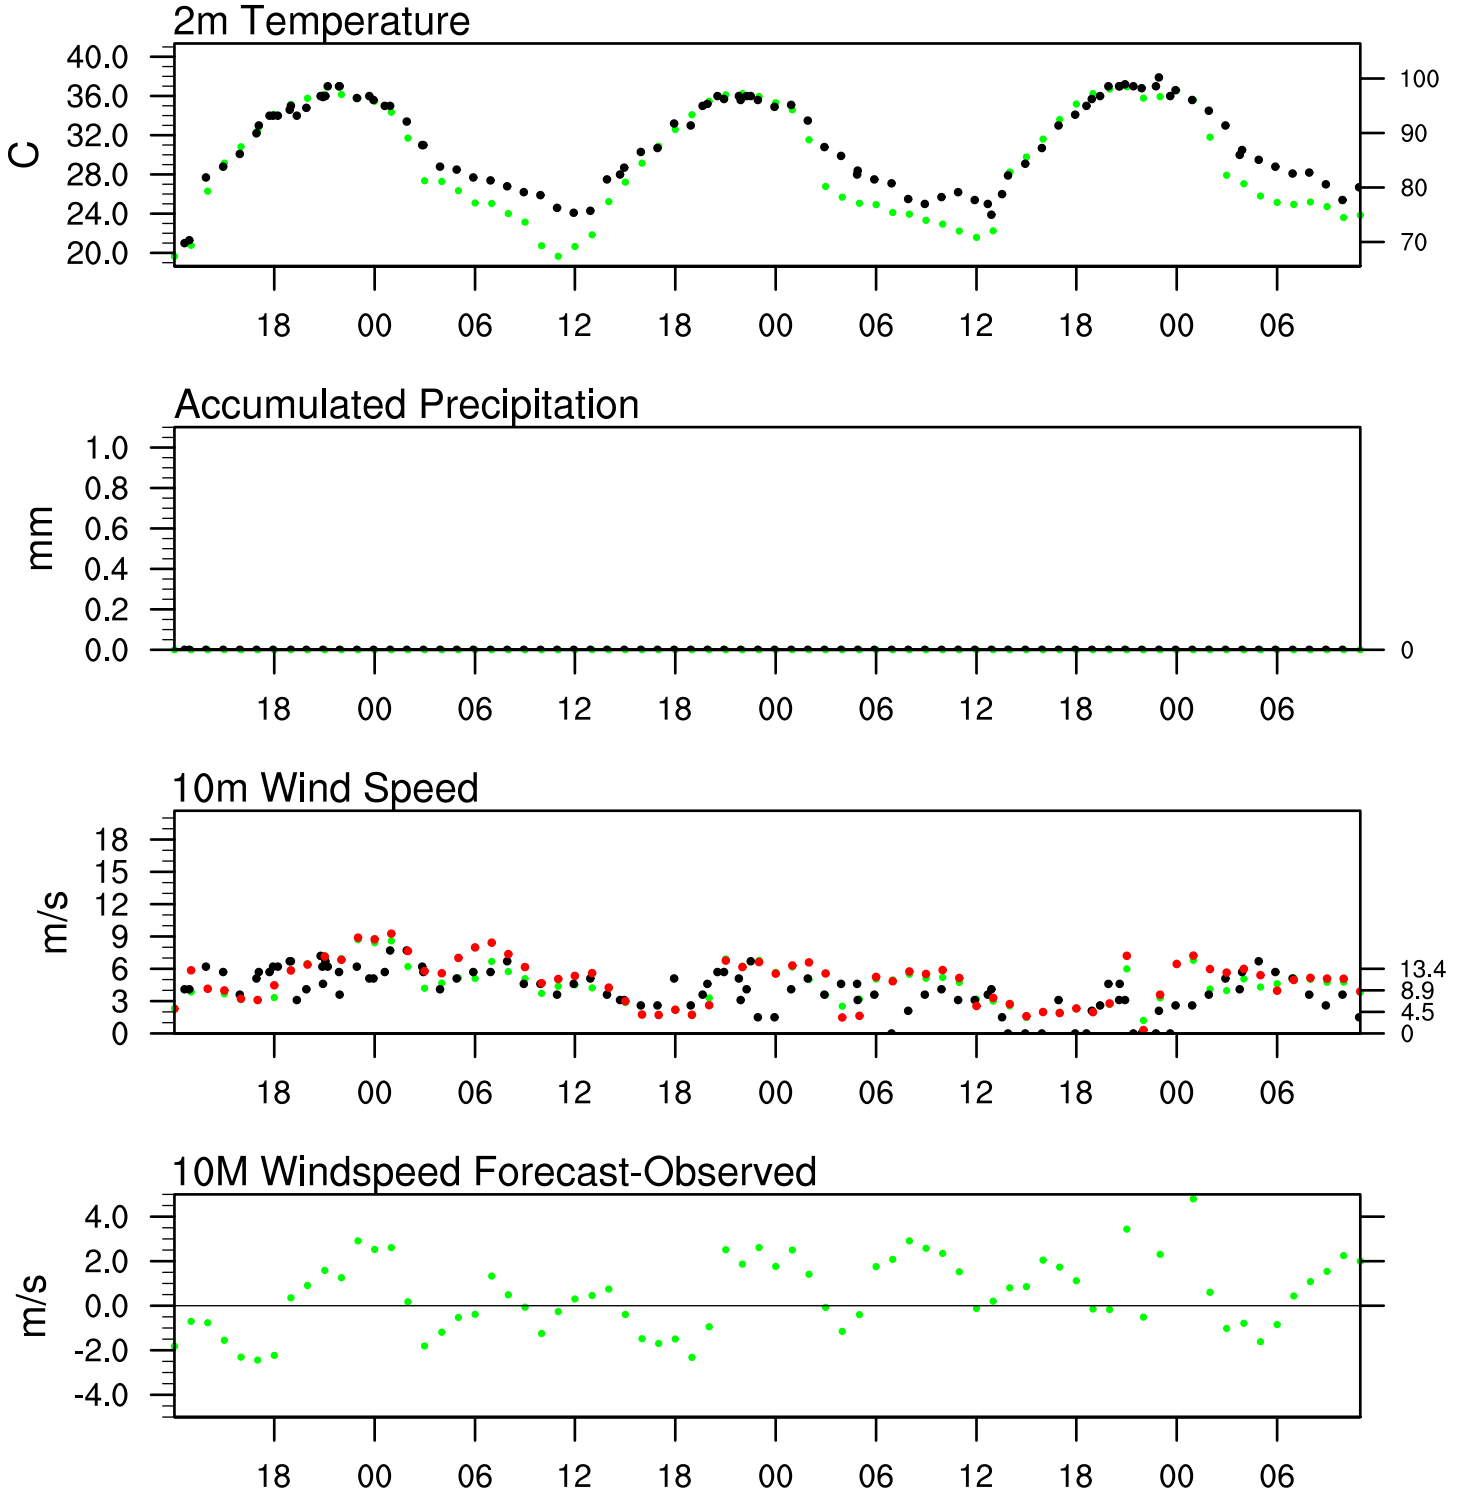 2m Temperature
40.0
36.0
32.0
28.0
24.0
20.0
C
100
90
80
70
18 00 06 12 18 00 06 12 18 00 06
Accumulated Precipitation
1.0
0.8
0.6
0.4
0.2
0.0
mm
0
18 00 06 12 18 00 06 12 18 00 06
10m Wind Speed
18
15
12
9
6
3
0
m/s
13.4
8.9
4.5
0
18 00 06 12 18 00 06 12 18 00 06
10M Windspeed Forecast-Observed
4.0
2.0
0.0
-2.0
-4.0
m/s
18 00 06 12 18 00 06 12 18 00 06